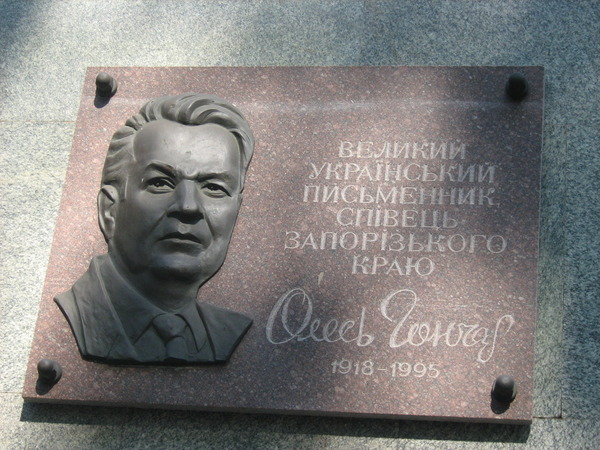 ВЕЛИКИЙ
УКРАЇНСЬКИЙ
ПИСЬМЕННИК,
СПІВЕЦЬ
ЗАПОРІЗЬКОГО
КРАЮ
Олесь Гончар
1918-1995